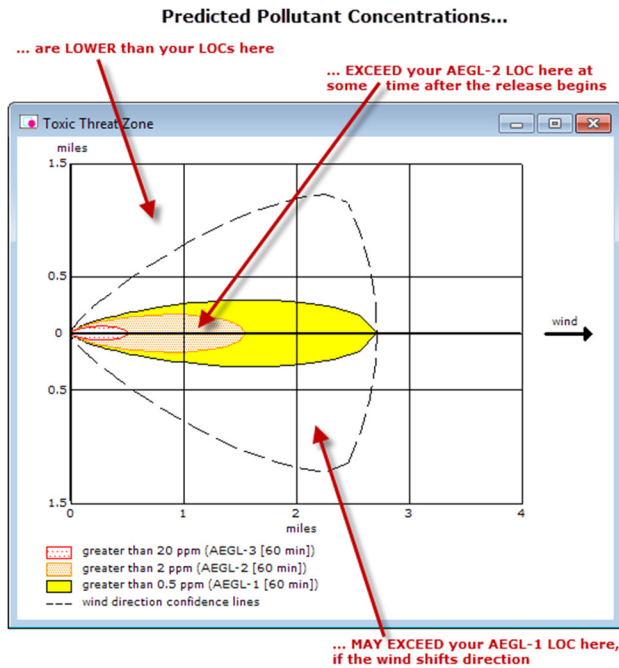 Predicted Pollutant Concentrations...
... are LOWER than your LOCs here
... EXCEED your AEGL-2 LOC here at
some time after the release begins
Toxic Threat Zone
miles
1.5
0.5
0
wind
0.5
1.5
0 1 2 3 4
miles
greater than 20 ppm (AEGL-3 [60 min])
greater than 2 ppm (AEGL-2 [60 min])
greater than 0.5 ppm (AEGL-1 [60 min])
wind direction confidence lines
... MAY EXCEED your AEGL-1 LOC here,
if the wind shifts direction